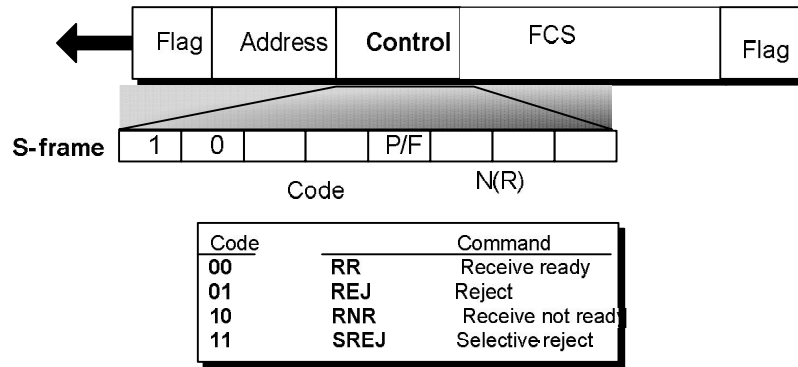 Flag Address Control FCS Flag
S-frame 1 0 P/F
Code N(R)
Code Command
00 RR Receive ready
01 REJ Reject
10 RNR Receive not ready
11 SREJ Selective-reject